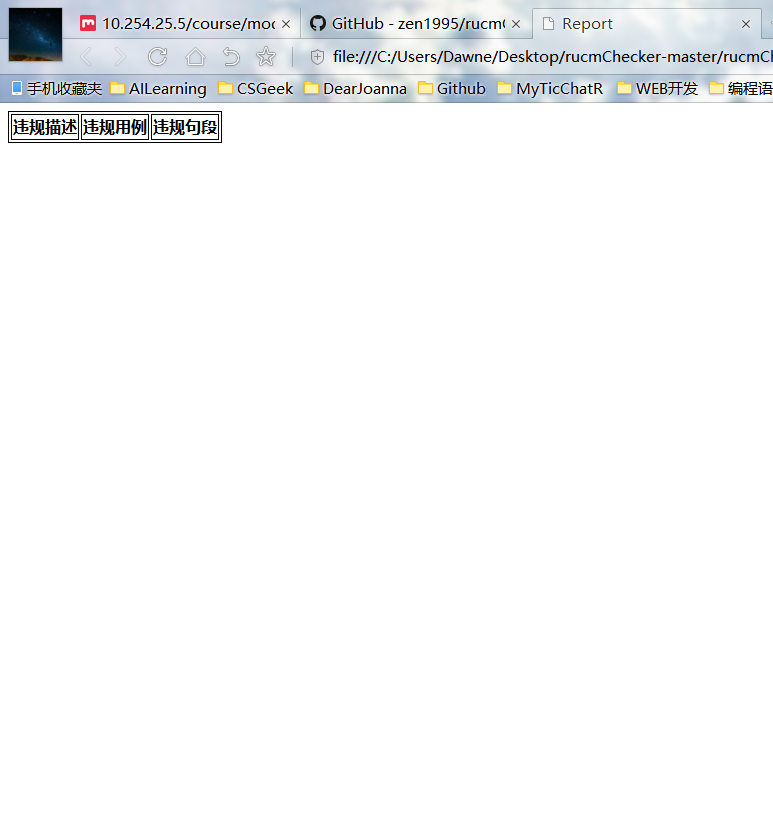 10.254.25.5/course/mod
GitHub - zen1995/rucm
Report
file:///C:/Users/Dawne/Desktop/rucmChecker-master/rucmCh
手机收藏夹 AILearning CSGeek DearJoanna Github MyTicChatR WEB开发 编程语
违规描述 违规用例 违规句段